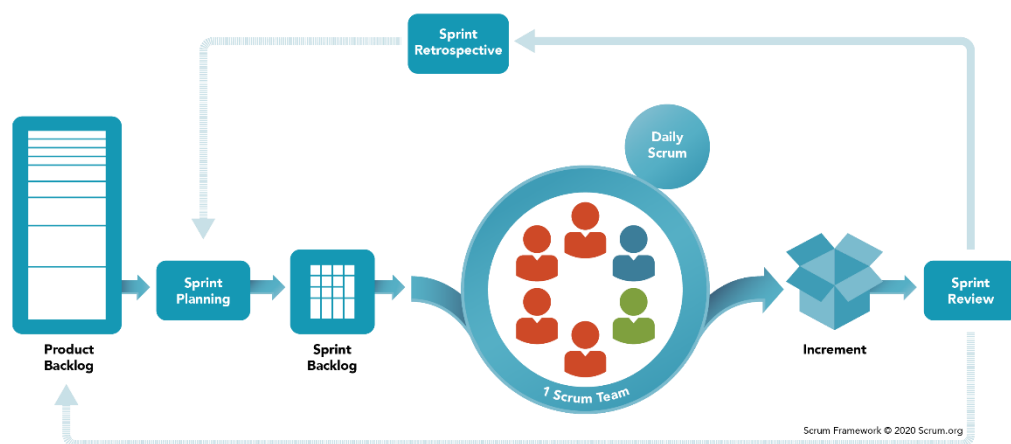 Sprint
Retrospective
Daily
Scrum
Sprint
Planning
Sprint
Review
Product
Backlog
Sprint
Backlog
1 Scrum Team
Increment
Scrum Framework © 2020 Scrum.org